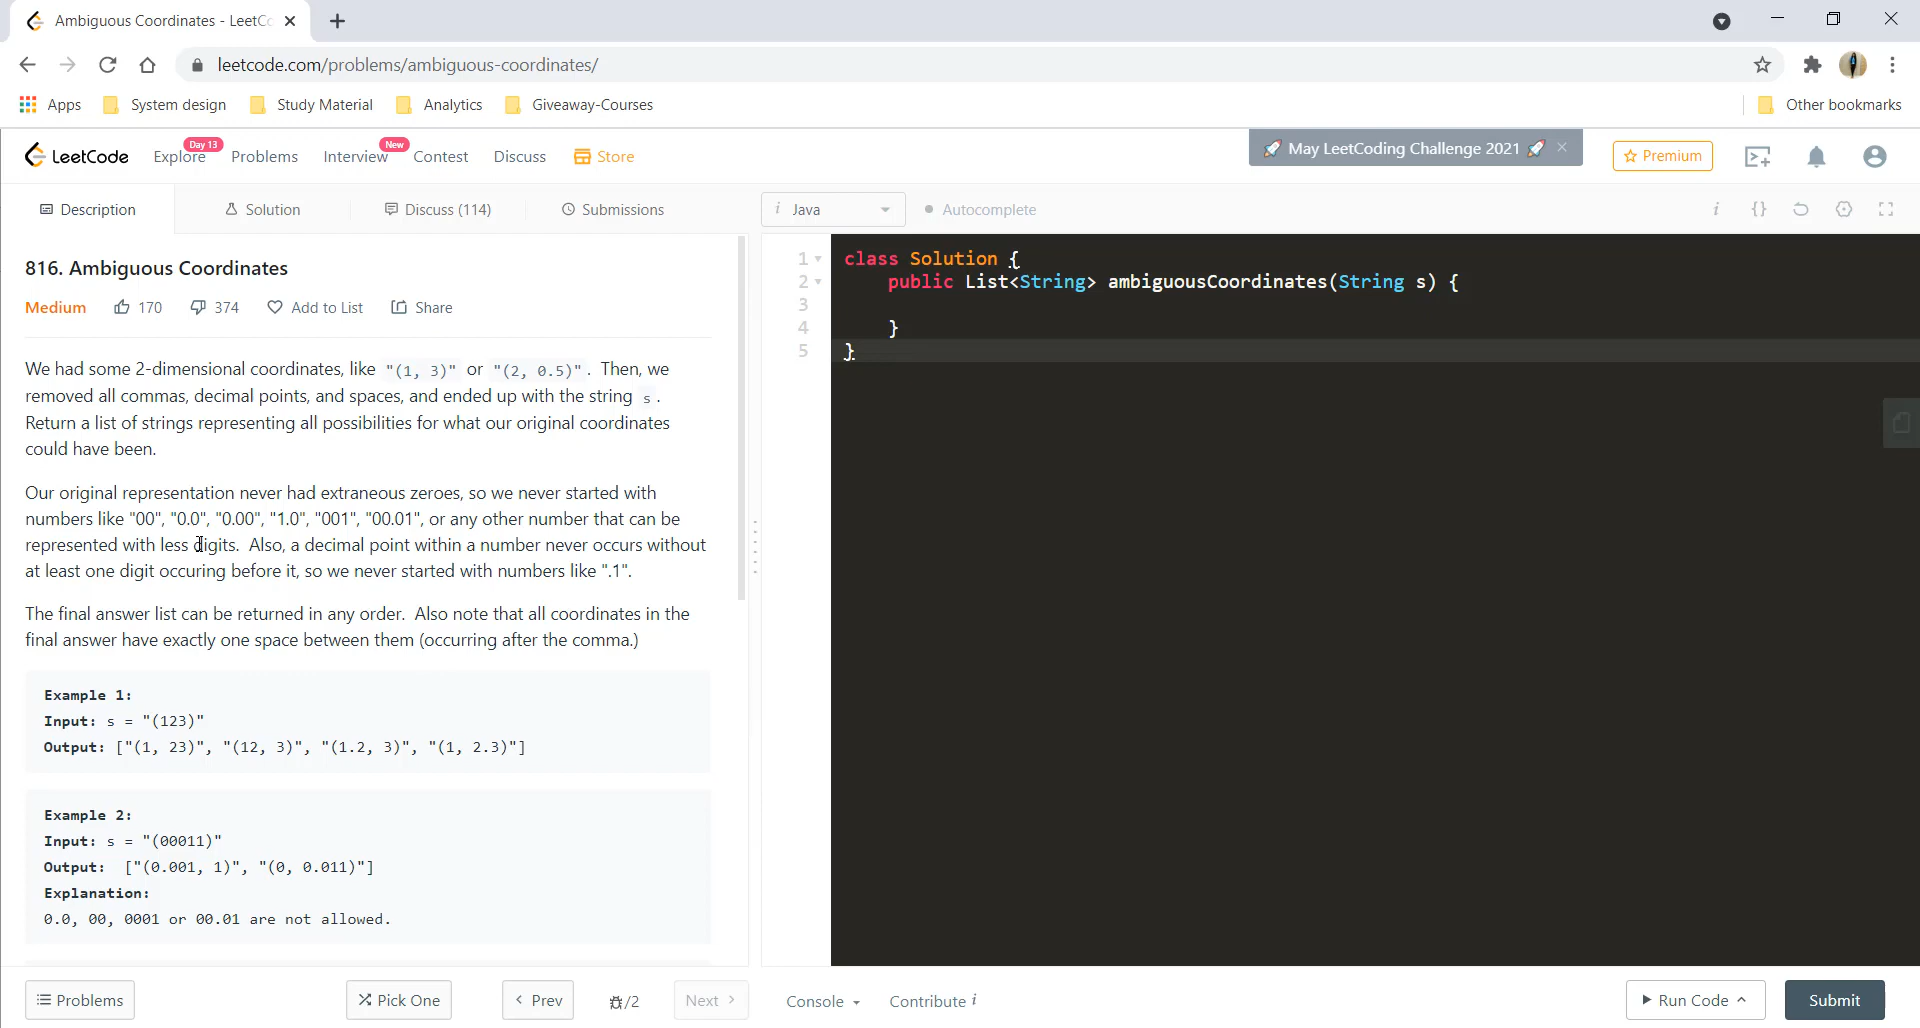 Ambiguous Coordinates - LeetCo
leetcode.com/problems/ambiguous-coordinates/
Apps System design Study Material Analytics Giveaway-Courses Other bookmarks
LeetCode Explore Day 13 Problems Interview New Contest Discuss Store 🚀 May LeetCoding Challenge 2021 🚀 Premium
Description Solution Discuss (114) Submissions i Java Autocomplete
816. Ambiguous Coordinates
Medium 170 374 Add to List Share
We had some 2-dimensional coordinates, like "(1, 3)" or "(2, 0.5)". Then, we
removed all commas, decimal points, and spaces, and ended up with the string s.
Return a list of strings representing all possibilities for what our original coordinates
could have been.
Our original representation never had extraneous zeroes, so we never started with
numbers like "00", "0.0", "0.00", "1.0", "001", "00.01", or any other number that can be
represented with less digits. Also, a decimal point within a number never occurs without
at least one digit occuring before it, so we never started with numbers like ".1".
The final answer list can be returned in any order. Also note that all coordinates in the
final answer have exactly one space between them (occurring after the comma.)
Example 1:
Input: s = "(123)"
Output: ["(1, 23)", "(12, 3)", "(1.2, 3)", "(1, 2.3)"]
Example 2:
Input: s = "(00011)"
Output: ["(0.001, 1)", "(0, 0.011)"]
Explanation:
0.0, 00, 0001 or 00.01 are not allowed.
1 class Solution {
2 public List<String> ambiguousCoordinates(String s) {
3
4 }
5 }
Problems Pick One < Prev /2 Next > Console Contribute i Run Code Submit